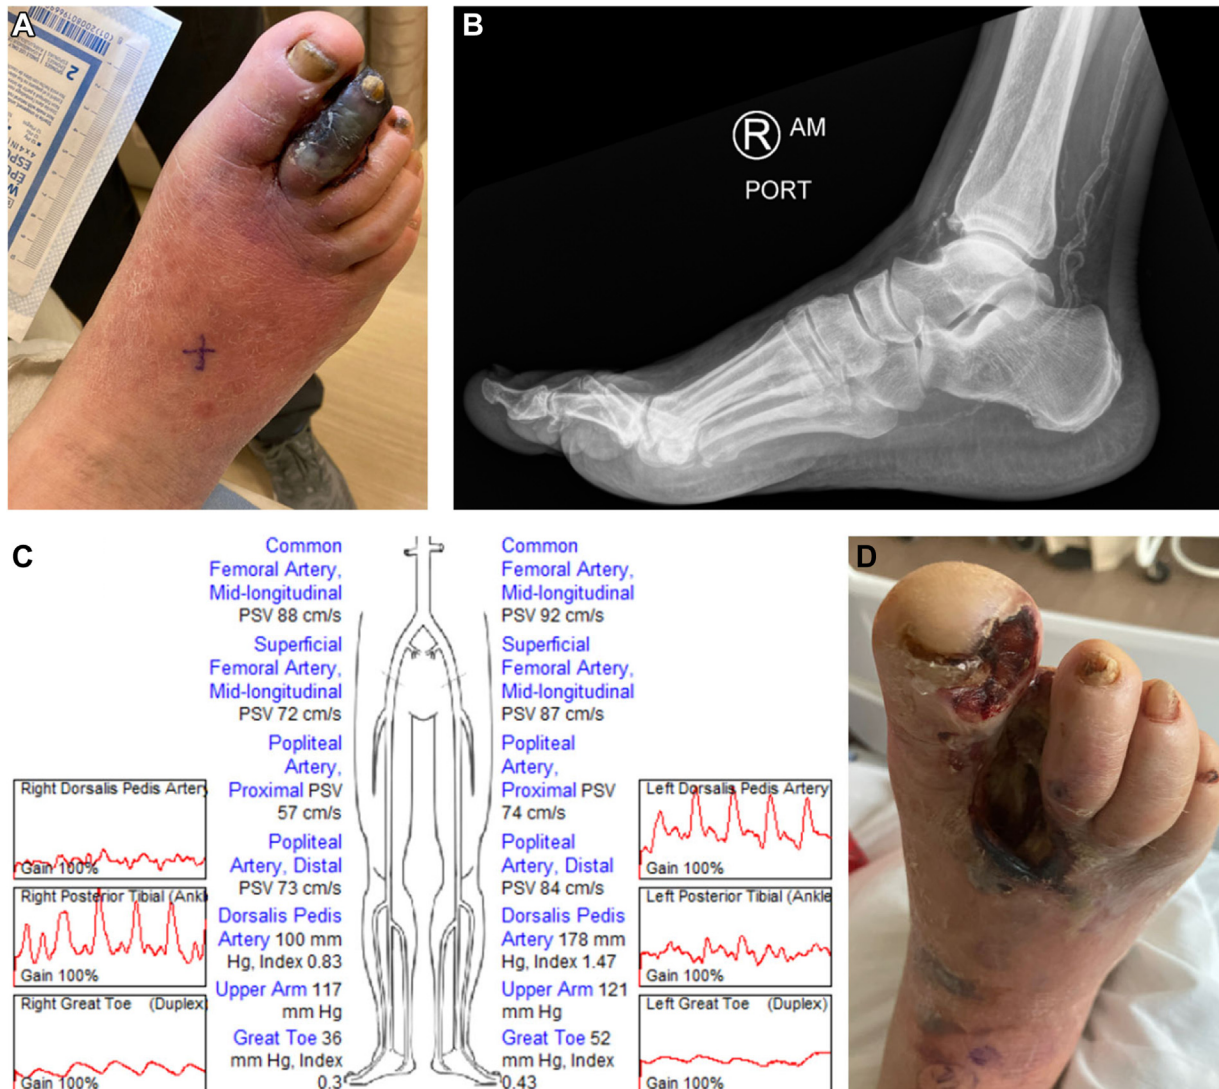 A
2
4 x 4 IN
ESPO
ÉPO
B
R AM
PORT
C
Common
Femoral Artery,
Mid-longitudinal
PSV 88 cm/s
Superficial
Femoral Artery,
Mid-longitudinal
PSV 72 cm/s
Popliteal
Artery,
Proximal PSV
57 cm/s
Popliteal
Artery, Distal
PSV 73 cm/s
Dorsalis Pedis
Artery 100 mm
Hg, Index 0.83
Upper Arm 117
mm Hg
Great Toe 36
mm Hg, Index
0.3
Common
Femoral Artery,
Mid-longitudinal
PSV 92 cm/s
Superficial
Femoral Artery,
Mid-longitudinal
PSV 87 cm/s
Popliteal
Artery,
Proximal PSV
74 cm/s
Popliteal
Artery, Distal
PSV 84 cm/s
Dorsalis Pedis
Artery 178 mm
Hg, Index 1.47
Upper Arm 121
mm Hg
Great Toe 52
mm Hg, Index
0.43
Right Dorsalis Pedis Artery
Gain 100%
Right Posterior Tibial (Ankl
Gain 100%
Right Great Toe (Duplex)
Gain 100%
Left Dorsalis Pedis Artery
Gain 100%
Left Posterior Tibial (Ankle
Gain 100%
Left Great Toe (Duplex)
Gain 100%
D